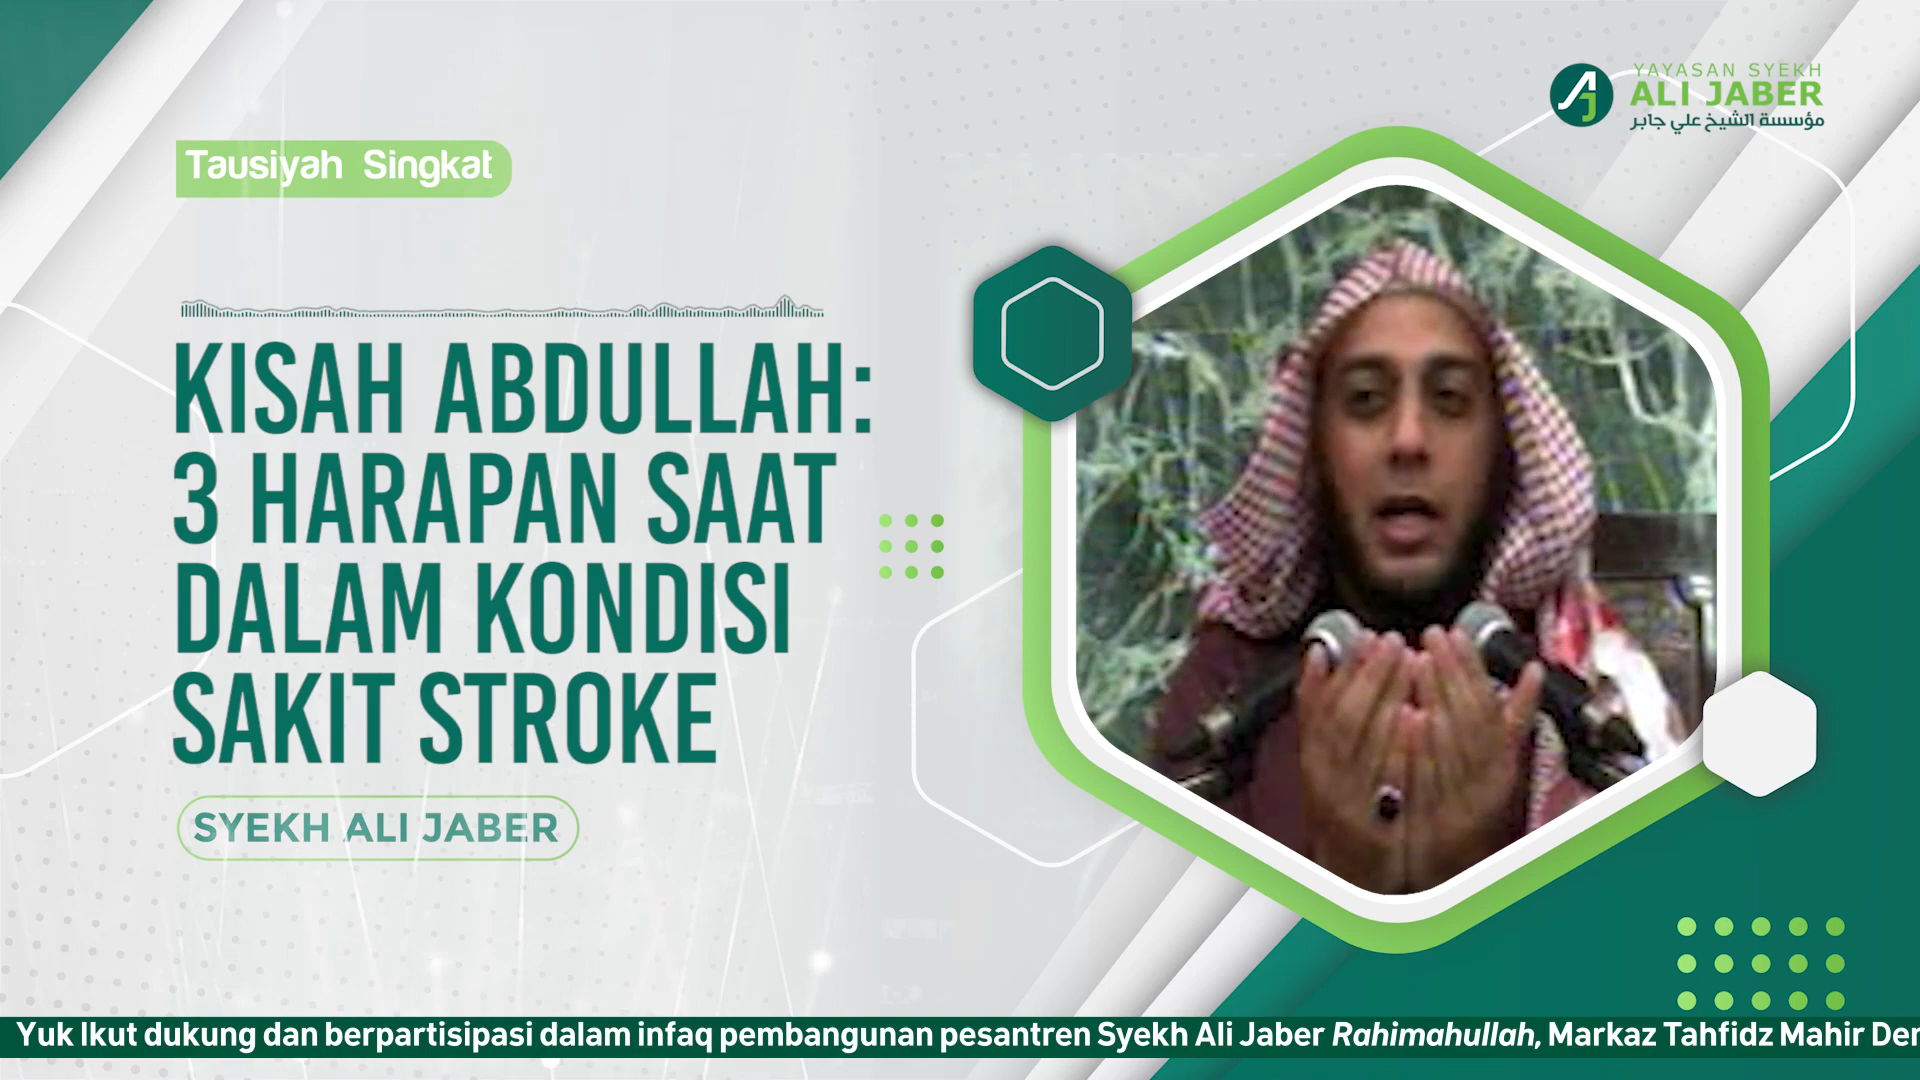 YAYASAN SYEKH
ALI JABER
مؤسسة الشيخ علي جابر
Tausiyah Singkat
KISAH ABDULLAH:
3 HARAPAN SAAT
DALAM KONDISI
SAKIT STROKE
SYEKH ALI JABER
Yuk Ikut dukung dan berpartisipasi dalam infaq pembangunan pesantren Syekh Ali Jaber Rahimahullah, Markaz Tahfidz Mahir